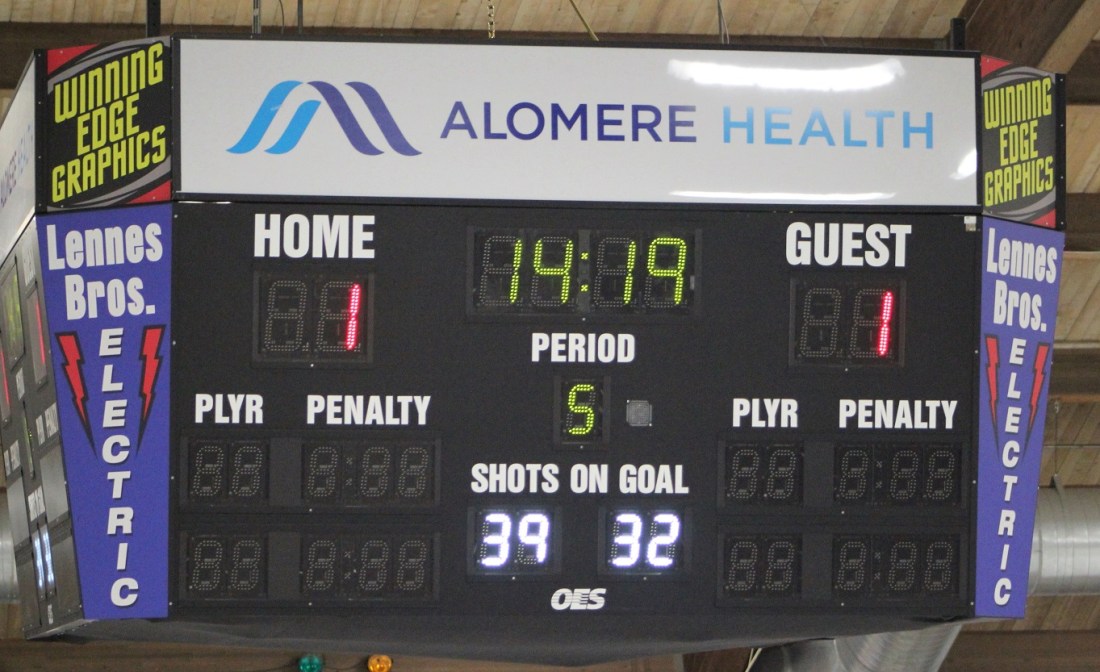 WINNING
EDGE
GRAPHICS
ALOMERE HEALTH
WINNING
EDGE
GRAPHICS
Lennes
Bros.
ELECTRIC
HOME
1
14:19
GUEST
1
PERIOD
5
PLYR PENALTY
PLYR PENALTY
SHOTS ON GOAL
39 32
OES
Lennes
Bros.
ELECTRIC